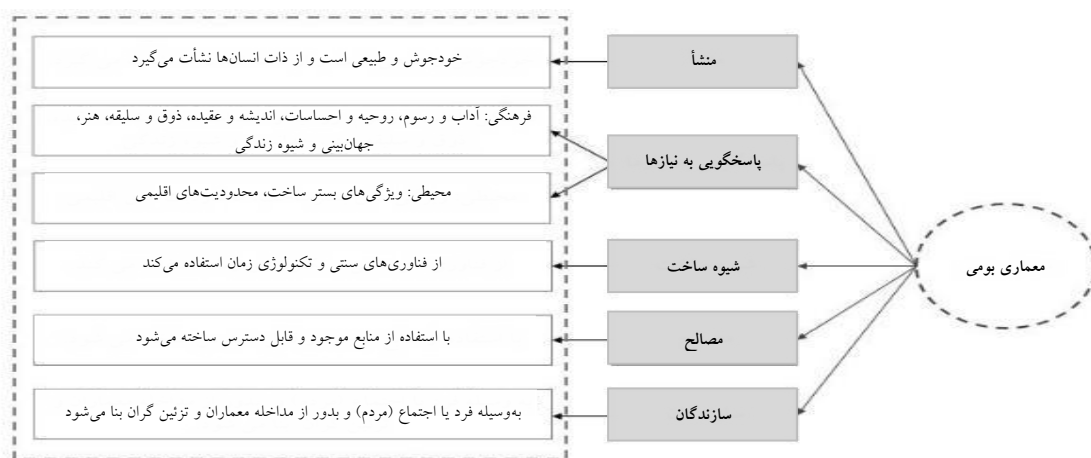 معماری بومی
منشأ
خودجوش و طبیعی است و از ذات انسان‌ها نشأت می‌گیرد
پاسخگویی به نیازها
فرهنگی: آداب و رسوم، روحیه و احساسات، اندیشه و عقیده، ذوق و سلیقه، هنر،
جهان‌بینی و شیوه زندگی
محیطی: ویژگی‌های بستر ساخت، محدودیت‌های اقلیمی
شیوه ساخت
از فناوری‌های سنتی و تکنولوژی زمان استفاده می‌کند
مصالح
با استفاده از منابع موجود و قابل دسترس ساخته می‌شود
سازندگان
به‌وسیله فرد یا اجتماع (مردم) و بدور از مداخله معماران و تزئین گران بنا می‌شود